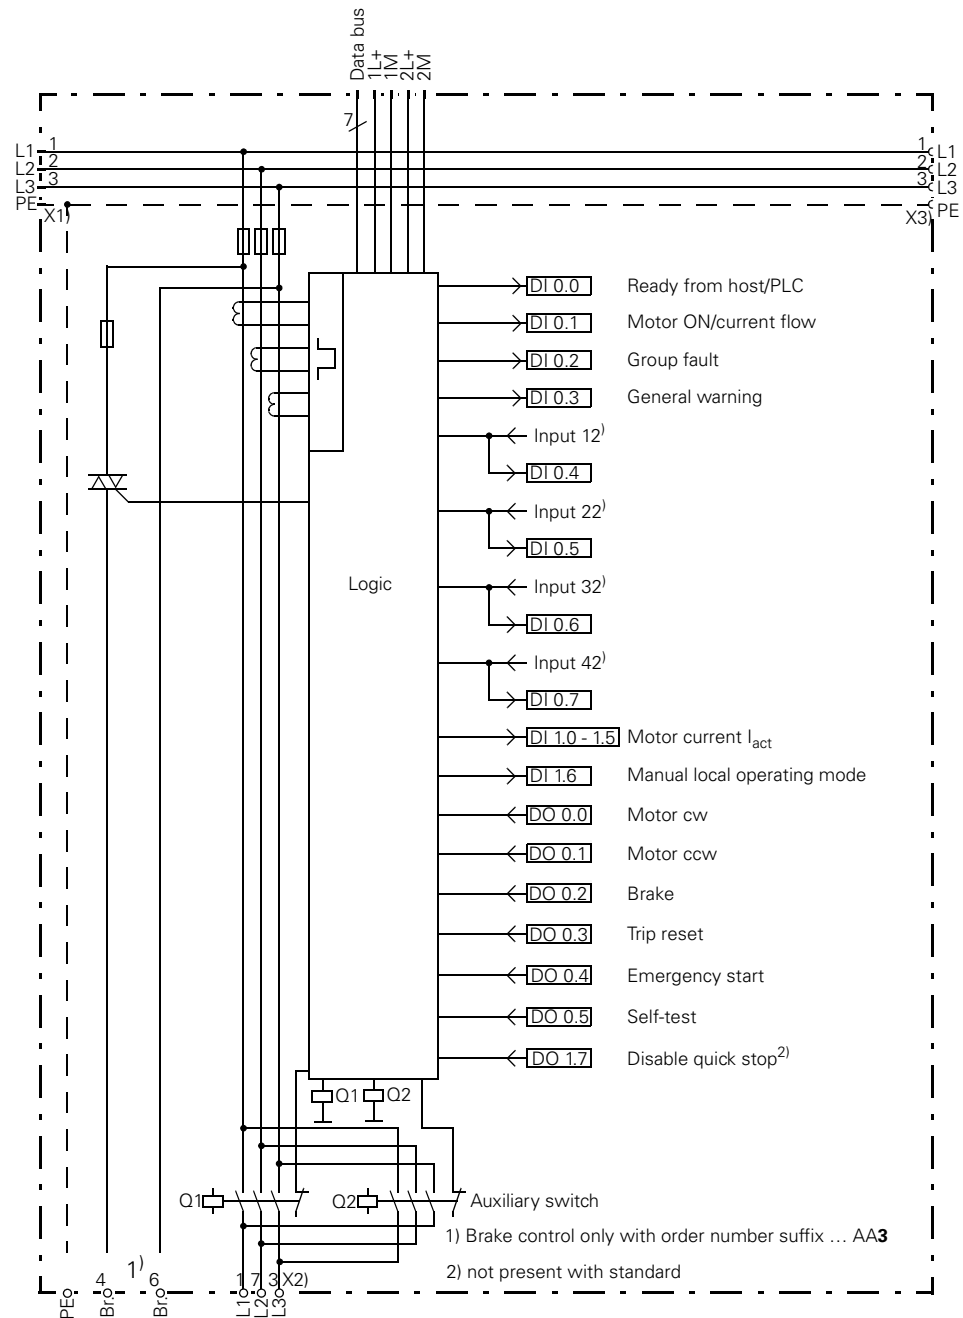 Data bus
1L+
1M
2L+
2M
7
L1 1 1 L1
L2 2 2 L2
L3 3 3 L3
PE PE
X1) X3)
DI 0.0 Ready from host/PLC
DI 0.1 Motor ON/current flow
DI 0.2 Group fault
DI 0.3 General warning
Input 12)
DI 0.4
Input 22)
DI 0.5
Logic
Input 32)
DI 0.6
Input 42)
DI 0.7
DI 1.0 - 1.5 Motor current Iact
DI 1.6 Manual local operating mode
DO 0.0 Motor cw
DO 0.1 Motor ccw
DO 0.2 Brake
DO 0.3 Trip reset
DO 0.4 Emergency start
DO 0.5 Self-test
DO 1.7 Disable quick stop2)
Q1 Q2
Q1 Q2 Auxiliary switch
1) Brake control only with order number suffix … AA3
2) not present with standard
4 1) 6 1 7 3 X2)
PE Br. Br. L1 L2 L3